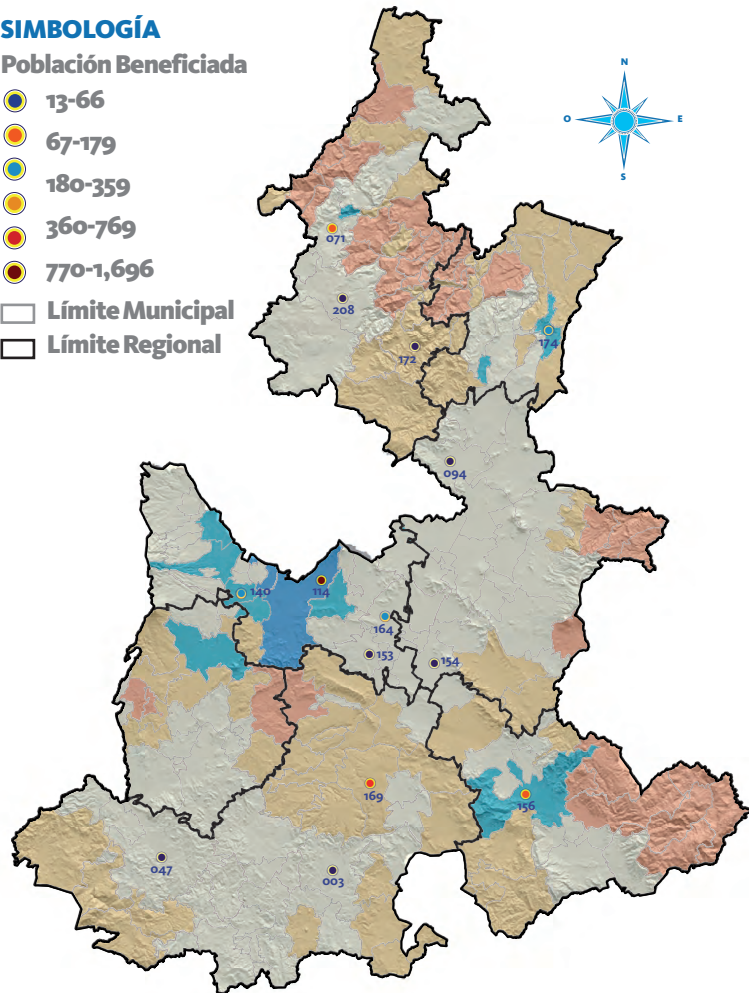 SIMBOLOGÍA
Población Beneficiada
13-66
67-179
180-359
360-769
770-1,696
Límite Municipal
Límite Regional
N
O
E
S
071
208
172
174
094
140
114
164
153
154
169
156
047
003